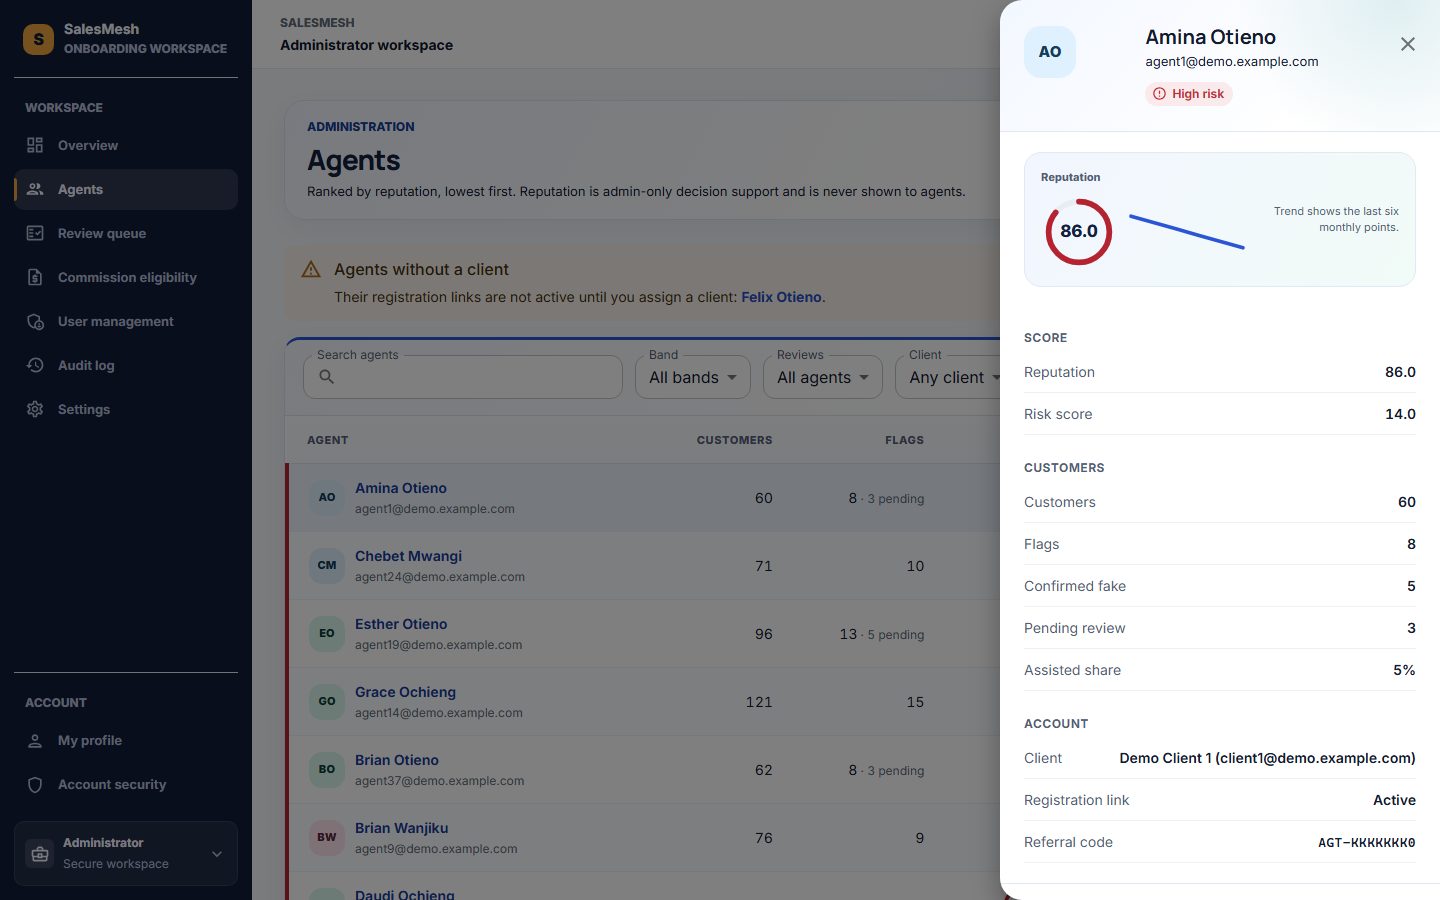 S
SalesMesh
ONBOARDING WORKSPACE
WORKSPACE
Overview
Agents
Review queue
Commission eligibility
User management
Audit log
Settings
ACCOUNT
My profile
Account security
Administrator
Secure workspace
SALESMESH
Administrator workspace
ADMINISTRATION
Agents
Ranked by reputation, lowest first. Reputation is admin-only decision support and is never shown to agents.
Agents without a client
Their registration links are not active until you assign a client: Felix Otieno.
Search agents
Band
All bands
Reviews
All agents
Client
Any client
AGENT CUSTOMERS FLAGS
AO Amina Otieno 60 8 · 3 pending
agent1@demo.example.com
CM Chebet Mwangi 71 10
agent24@demo.example.com
EO Esther Otieno 96 13 · 5 pending
agent19@demo.example.com
GO Grace Ochieng 121 15
agent14@demo.example.com
BO Brian Otieno 62 8 · 3 pending
agent37@demo.example.com
BW Brian Wanjiku 76 9
agent9@demo.example.com
Daudi Ochieng
AO
Amina Otieno
agent1@demo.example.com
High risk
Reputation
86.0
Trend shows the last six
monthly points.
SCORE
Reputation 86.0
Risk score 14.0
CUSTOMERS
Customers 60
Flags 8
Confirmed fake 5
Pending review 3
Assisted share 5%
ACCOUNT
Client Demo Client 1 (client1@demo.example.com)
Registration link Active
Referral code AGT-KKKKKKK0